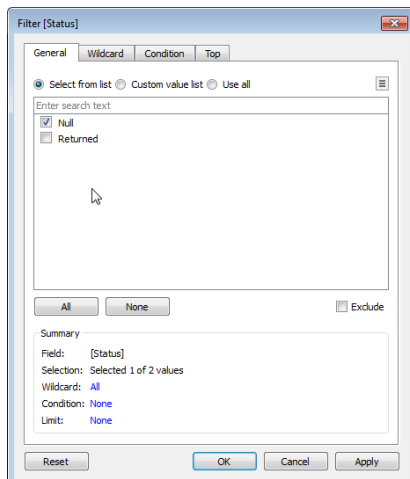 Filter [Status]
General Wildcard Condition Top
Select from list Custom value list Use all
Enter search text
Null
Returned
All None Exclude
Summary
Field: [Status]
Selection: Selected 1 of 2 values
Wildcard: All
Condition: None
Limit: None
Reset OK Cancel Apply